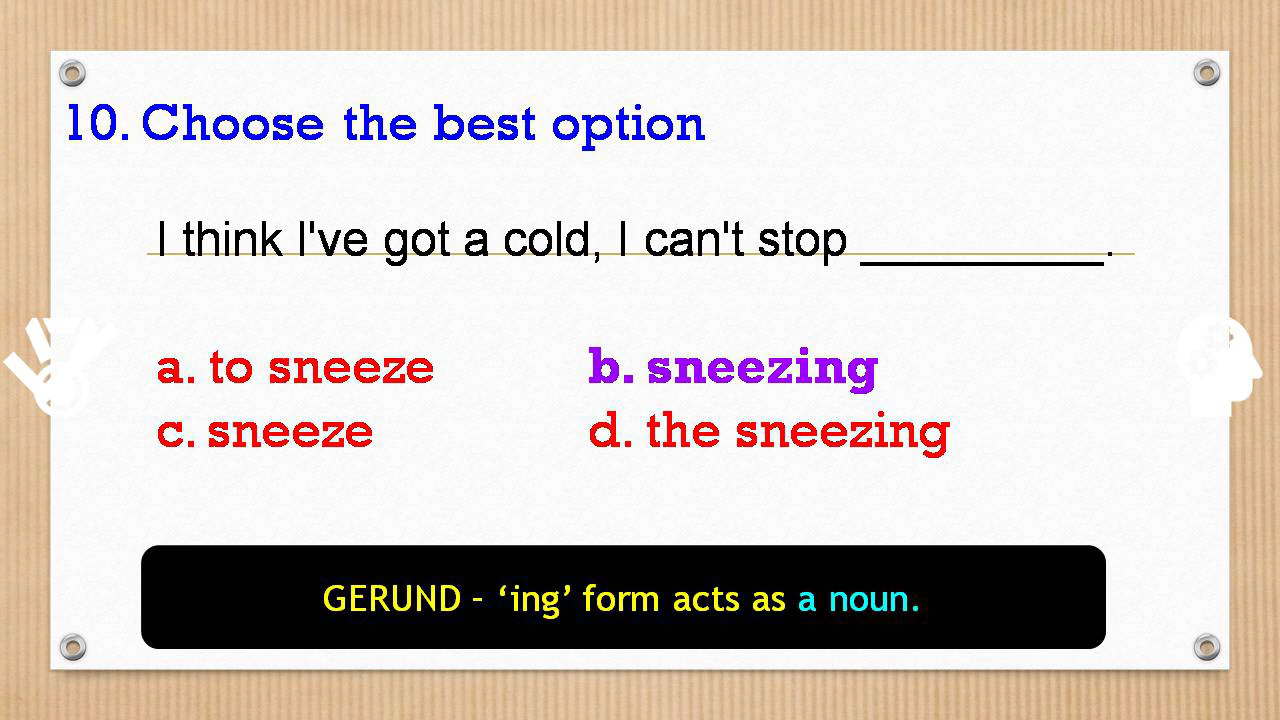 10. Choose the best option
I think I've got a cold, I can't stop __________.
a. to sneeze b. sneezing
c. sneeze d. the sneezing
GERUND – ‘ing’ form acts as a noun.